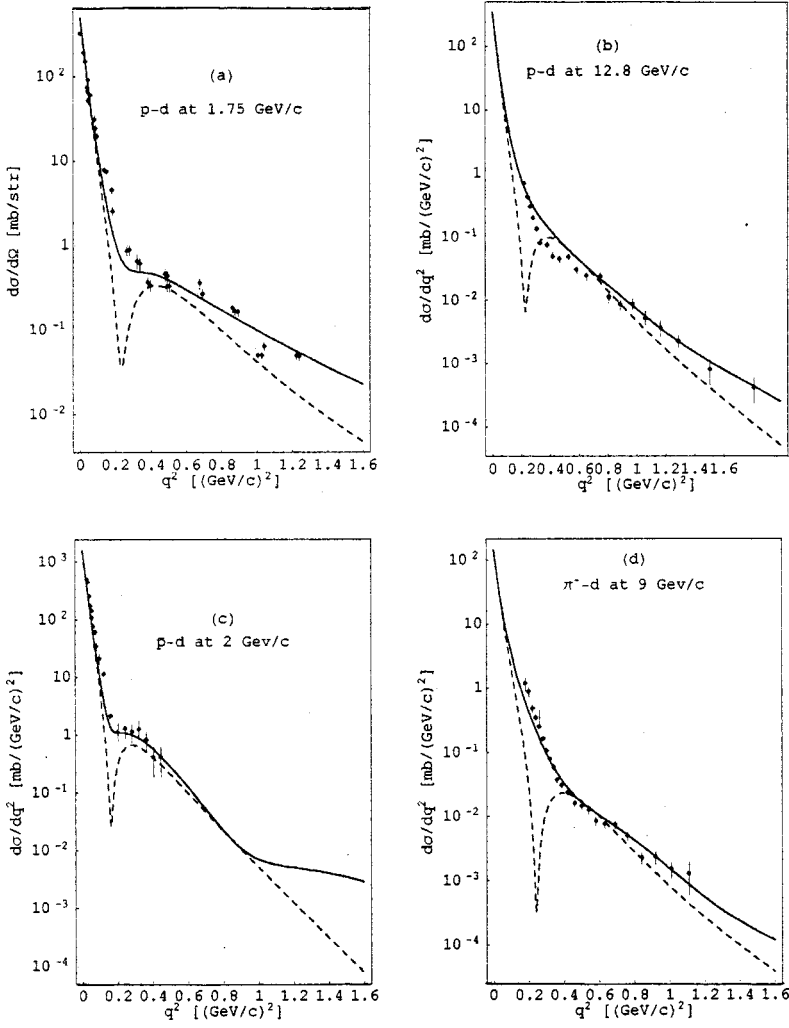 (a)
p-d at 1.75 GeV/c
dσ/dΩ [mb/str]
10²
10
1
10⁻¹
10⁻²
0 0.2 0.4 0.6 0.8 1 1.2 1.4 1.6
q² [(GeV/c)²]
(b)
p-d at 12.8 GeV/c
dσ/dq² [mb/(GeV/c)²]
10²
10
1
10⁻¹
10⁻²
10⁻³
10⁻⁴
0 0.20.40.60.8 1 1.21.41.6
q² [(GeV/c)²]
(c)
p-d at 2 Gev/c
dσ/dq² [mb/(GeV/c)²]
10³
10²
10
1
10⁻¹
10⁻²
10⁻³
10⁻⁴
0 0.2 0.4 0.6 0.8 1 1.2 1.4 1.6
q² [(GeV/c)²]
(d)
π⁻-d at 9 Gev/c
dσ/dq² [mb/(GeV/c)²]
10²
10
1
10⁻¹
10⁻²
10⁻³
10⁻⁴
0 0.2 0.4 0.6 0.8 1 1.2 1.4 1.6
q² [(GeV/c)²]